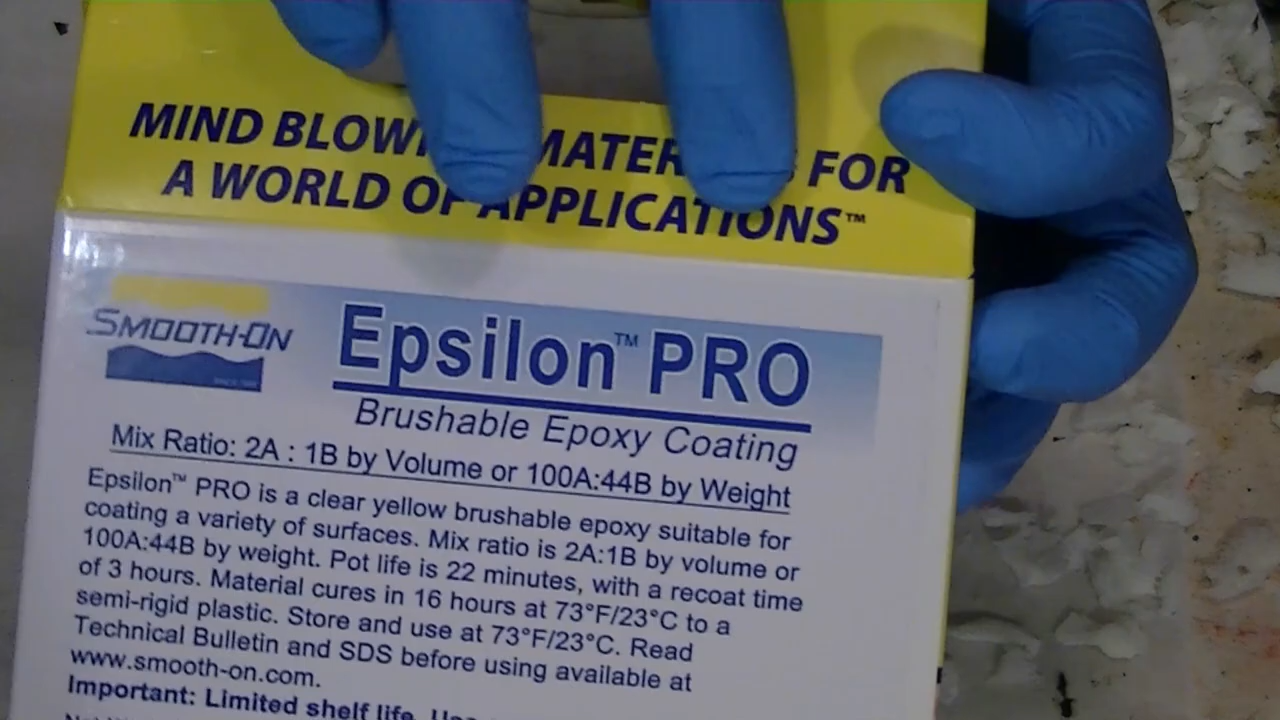 MIND BLOWI MATER S FOR
A WORLD OF APPLICATIONS™
SMOOTH-ON
Epsilon™ PRO
Brushable Epoxy Coating
Mix Ratio: 2A : 1B by Volume or 100A:44B by Weight
Epsilon™ PRO is a clear yellow brushable epoxy suitable for
coating a variety of surfaces. Mix ratio is 2A:1B by volume or
100A:44B by weight. Pot life is 22 minutes, with a recoat time
of 3 hours. Material cures in 16 hours at 73°F/23°C to a
semi-rigid plastic. Store and use at 73°F/23°C. Read
Technical Bulletin and SDS before using available at
www.smooth-on.com.
Important: Limited shelf life.